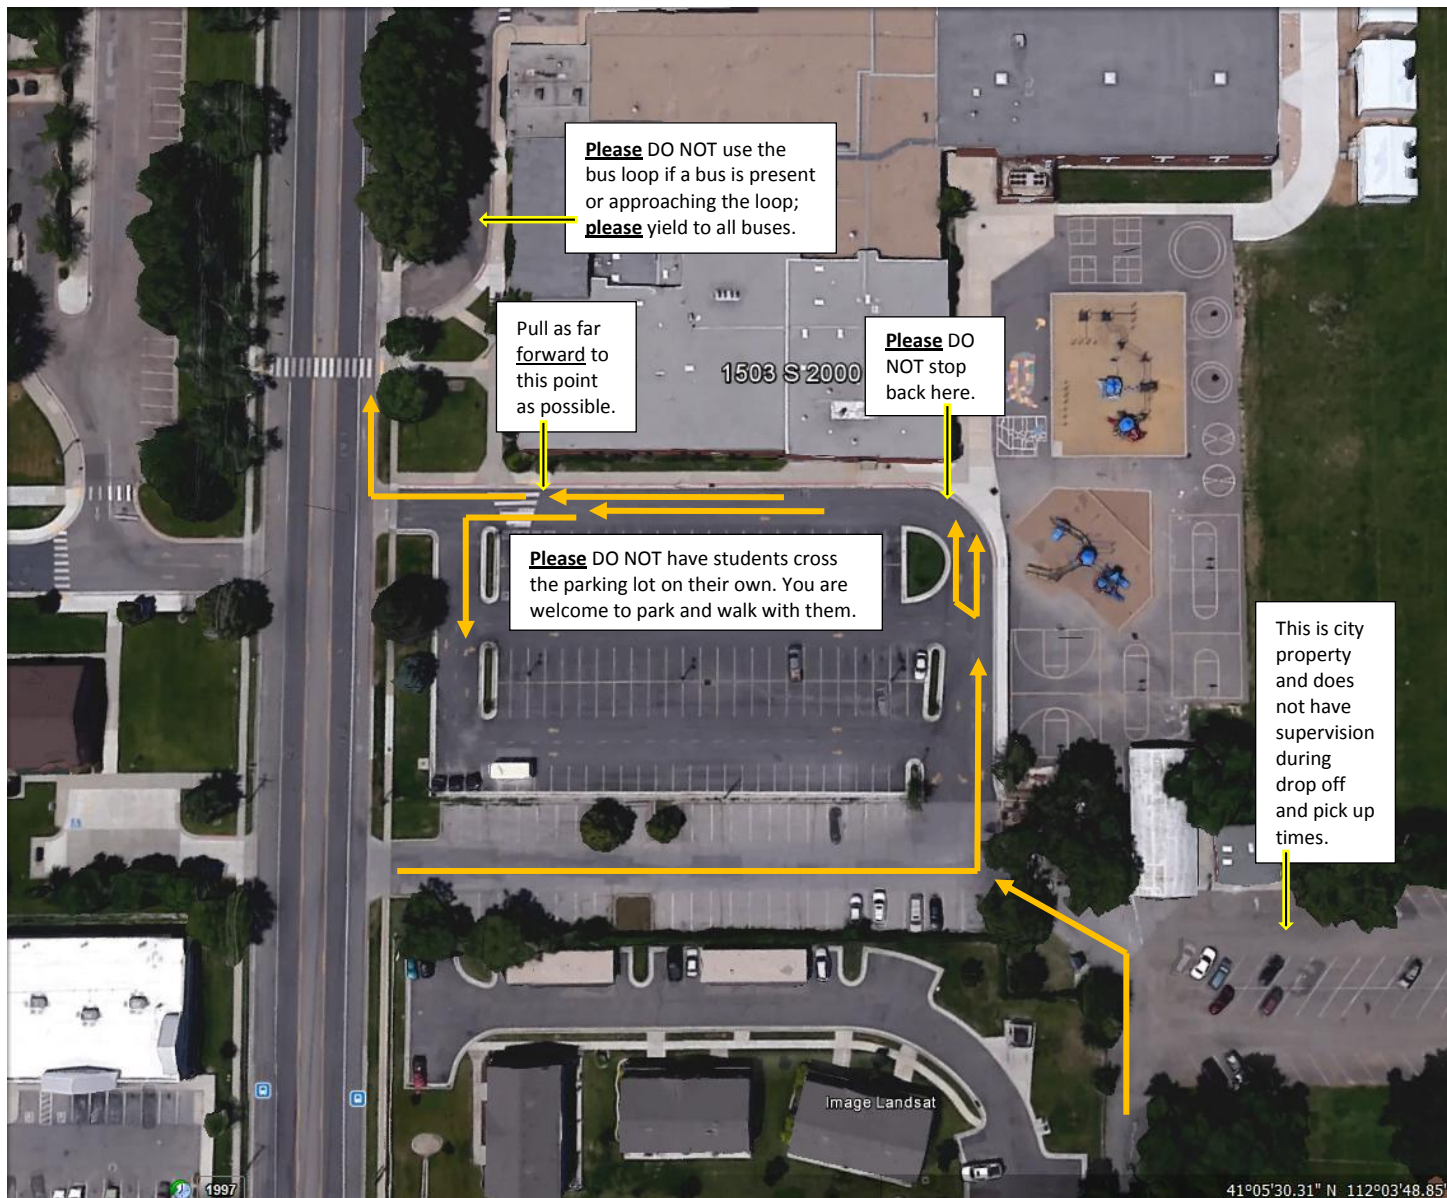 Please DO NOT use the
bus loop if a bus is present
or approaching the loop;
please yield to all buses.
Pull as far
forward to
this point
as possible.
Please DO
NOT stop
back here.
1503 S 2000
Please DO NOT have students cross
the parking lot on their own. You are
welcome to park and walk with them.
This is city
property
and does
not have
supervision
during
drop off
and pick up
times.
Image Landsat
1997
41°05'30.31" N 112°03'48.85"